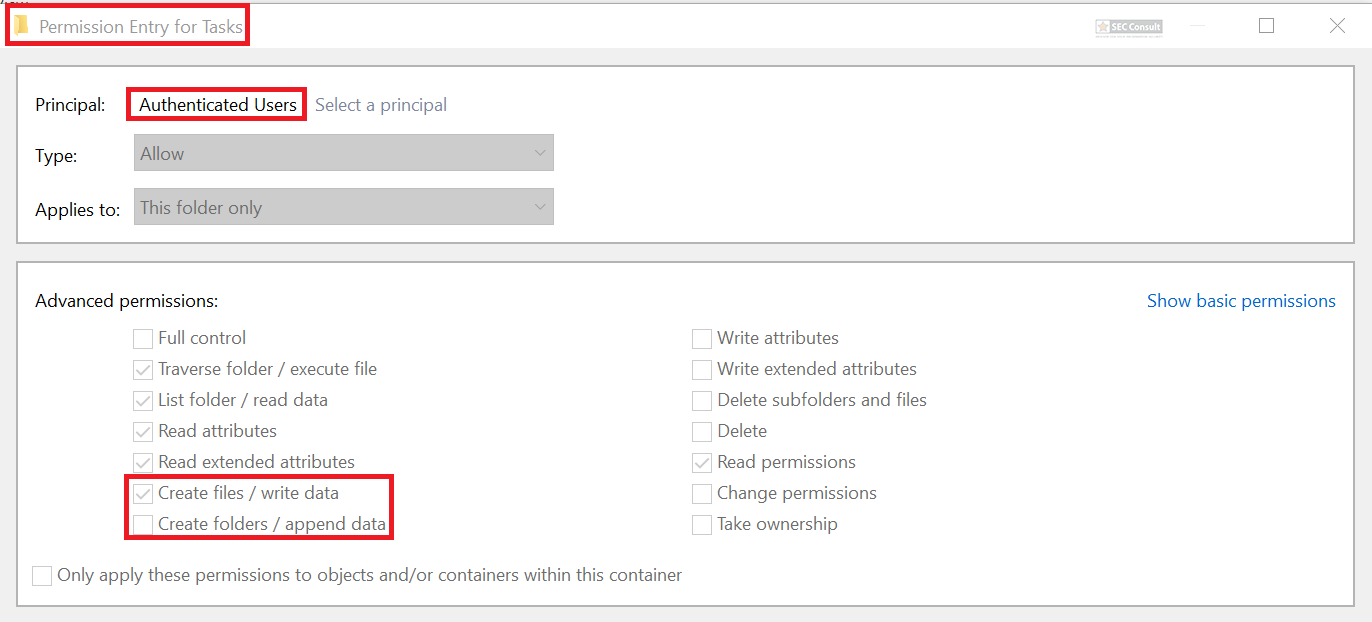 Permission Entry for Tasks
SEC Consult
Principal: Authenticated Users Select a principal
Type: Allow
Applies to: This folder only
Advanced permissions: Show basic permissions
Full control
Traverse folder / execute file
List folder / read data
Read attributes
Read extended attributes
Create files / write data
Create folders / append data
Write attributes
Write extended attributes
Delete subfolders and files
Delete
Read permissions
Change permissions
Take ownership
Only apply these permissions to objects and/or containers within this container